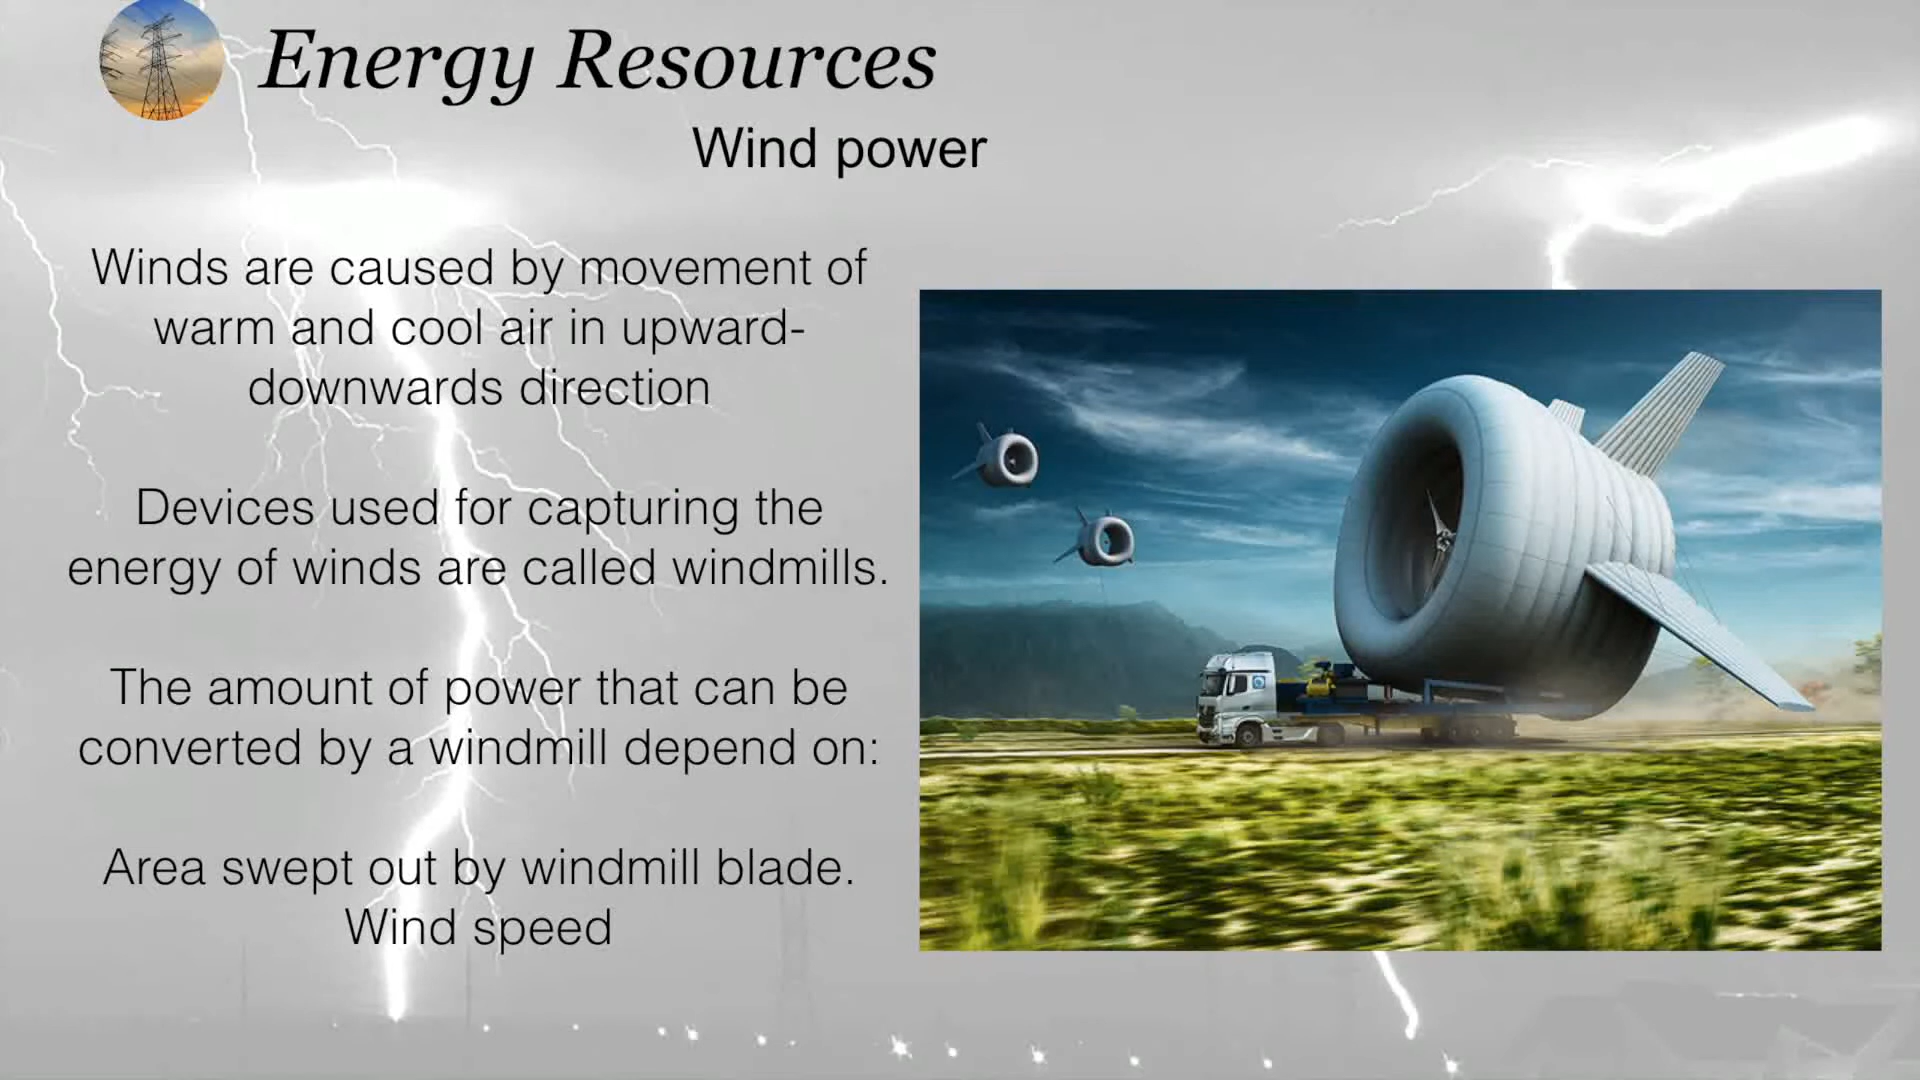 Energy Resources
Wind power
Winds are caused by movement of
warm and cool air in upward-
downwards direction
Devices used for capturing the
energy of winds are called windmills.
The amount of power that can be
converted by a windmill depend on:
Area swept out by windmill blade.
Wind speed